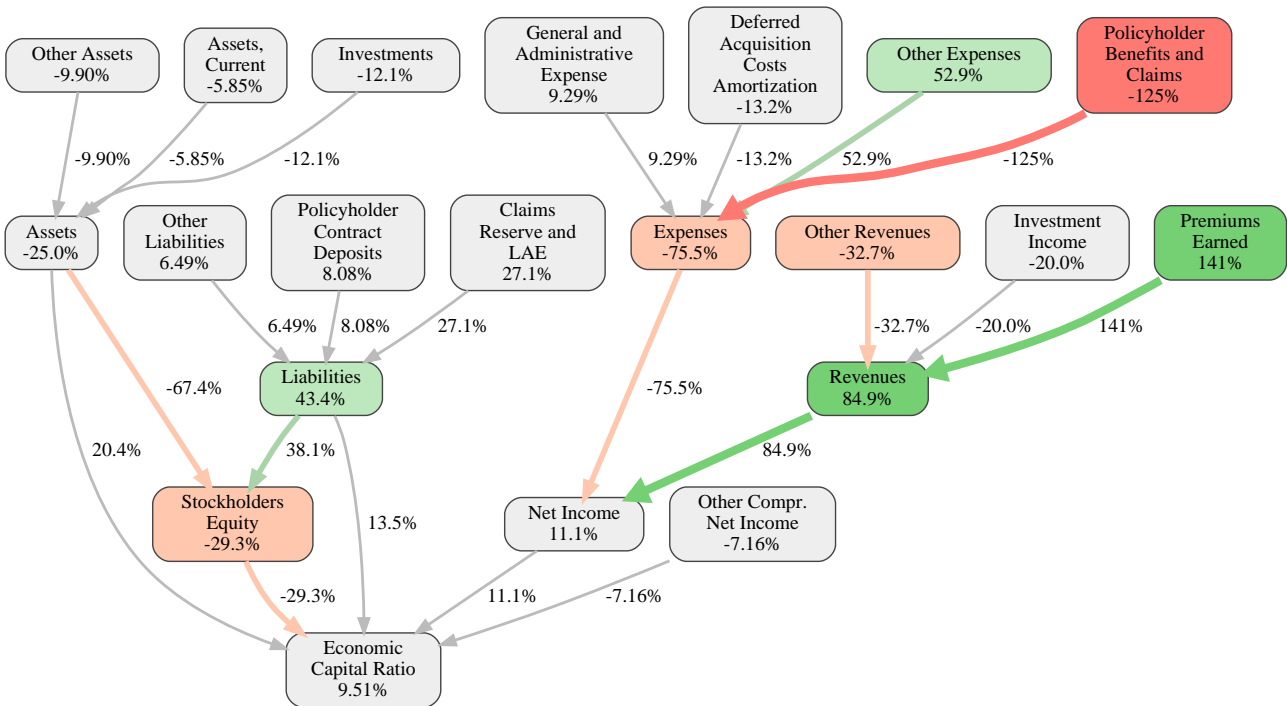 Other Assets
-9.90%
Assets,
Current
-5.85%
Investments
-12.1%
General and
Administrative
Expense
9.29%
Deferred
Acquisition
Costs
Amortization
-13.2%
Other Expenses
52.9%
Policyholder
Benefits and
Claims
-125%
-9.90%
-5.85%
-12.1%
9.29%
-13.2%
52.9%
-125%
Assets
-25.0%
Other
Liabilities
6.49%
Policyholder
Contract
Deposits
8.08%
Claims
Reserve and
LAE
27.1%
Expenses
-75.5%
Other Revenues
-32.7%
Investment
Income
-20.0%
Premiums
Earned
141%
6.49%
8.08%
27.1%
-32.7%
-20.0%
141%
-67.4%
Liabilities
43.4%
-75.5%
Revenues
84.9%
20.4%
38.1%
84.9%
Stockholders
Equity
-29.3%
13.5%
Net Income
11.1%
Other Compr.
Net Income
-7.16%
-29.3%
11.1%
-7.16%
Economic
Capital Ratio
9.51%